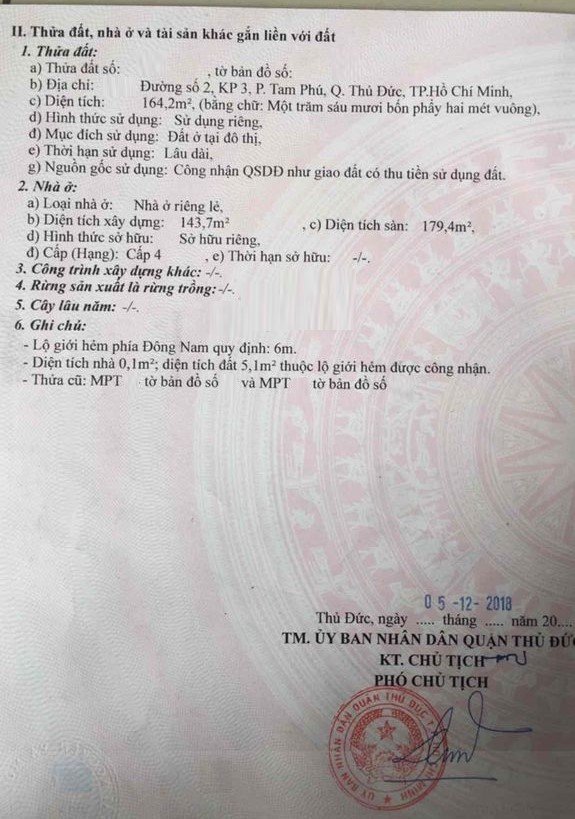 II. Thửa đất, nhà ở và tài sản khác gắn liền với đất
1. Thửa đất:
a) Thửa đất số: , tờ bản đồ số:
b) Địa chỉ: Đường số 2, KP 3, P. Tam Phú, Q. Thủ Đức, TP.Hồ Chí Minh,
c) Diện tích: 164,2m², (bằng chữ: Một trăm sáu mươi bốn phẩy hai mét vuông),
d) Hình thức sử dụng: Sử dụng riêng,
đ) Mục đích sử dụng: Đất ở tại đô thị,
e) Thời hạn sử dụng: Lâu dài,
g) Nguồn gốc sử dụng: Công nhận QSDĐ như giao đất có thu tiền sử dụng đất.
2. Nhà ở:
a) Loại nhà ở: Nhà ở riêng lẻ,
b) Diện tích xây dựng: 143,7m² , c) Diện tích sàn: 179,4m²,
d) Hình thức sở hữu: Sở hữu riêng,
đ) Cấp (Hạng): Cấp 4 , e) Thời hạn sở hữu: -/-.
3. Công trình xây dựng khác: -/-.
4. Rừng sản xuất là rừng trồng: -/-.
5. Cây lâu năm: -/-.
6. Ghi chú:
- Lộ giới hẻm phía Đông Nam quy định: 6m.
- Diện tích nhà 0,1m²; diện tích đất 5,1m² thuộc lộ giới hẻm được công nhận.
- Thửa cũ: MPT tờ bản đồ số và MPT tờ bản đồ số
05-12-2018
Thủ Đức, ngày ..... tháng ..... năm 20....
TM. ỦY BAN NHÂN DÂN QUẬN THỦ ĐỨC
KT. CHỦ TỊCH
PHÓ CHỦ TỊCH
ỦY BAN NHÂN DÂN QUẬN THỦ ĐỨC